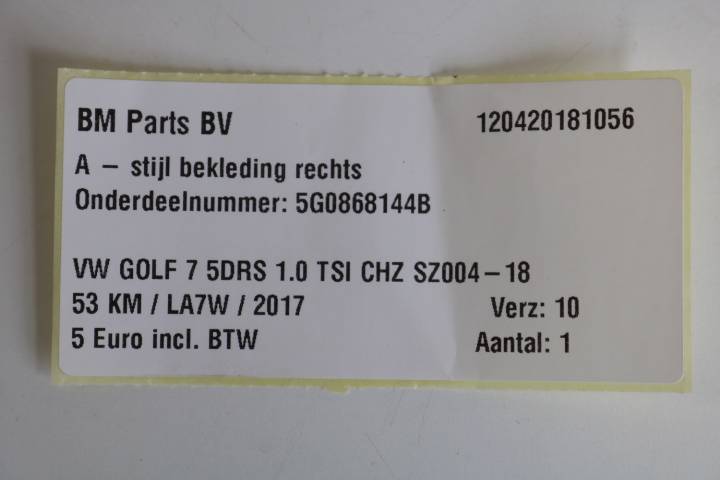 BM Parts BV 120420181056
A – stijl bekleding rechts
Onderdeelnummer: 5G0868144B
VW GOLF 7 5DRS 1.0 TSI CHZ SZ004–18
53 KM / LA7W / 2017 Verz: 10
5 Euro incl. BTW Aantal: 1